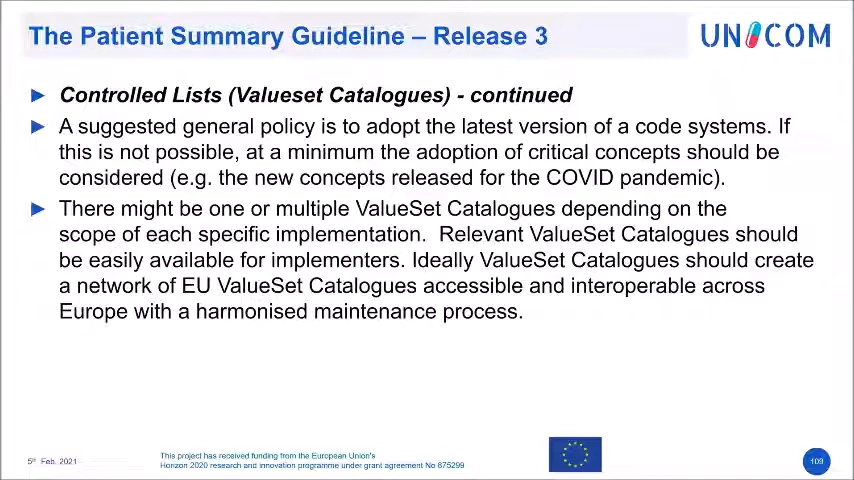 The Patient Summary Guideline – Release 3
UNICOM
Controlled Lists (Valueset Catalogues) - continued
A suggested general policy is to adopt the latest version of a code systems. If
this is not possible, at a minimum the adoption of critical concepts should be
considered (e.g. the new concepts released for the COVID pandemic).
There might be one or multiple ValueSet Catalogues depending on the
scope of each specific implementation.  Relevant ValueSet Catalogues should
be easily available for implementers. Ideally ValueSet Catalogues should create
a network of EU ValueSet Catalogues accessible and interoperable across
Europe with a harmonised maintenance process.
5th Feb. 2021
This project has received funding from the European Union's
Horizon 2020 research and innovation programme under grant agreement No 875299
109